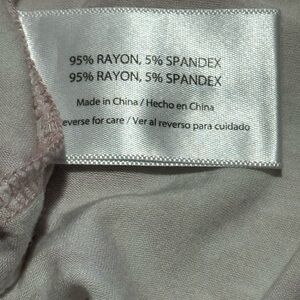 95% RAYON, 5% SPANDEX
95% RAYON, 5% SPANDEX
Made in China / Hecho en China
everse for care / Ver al reverso para cuidado